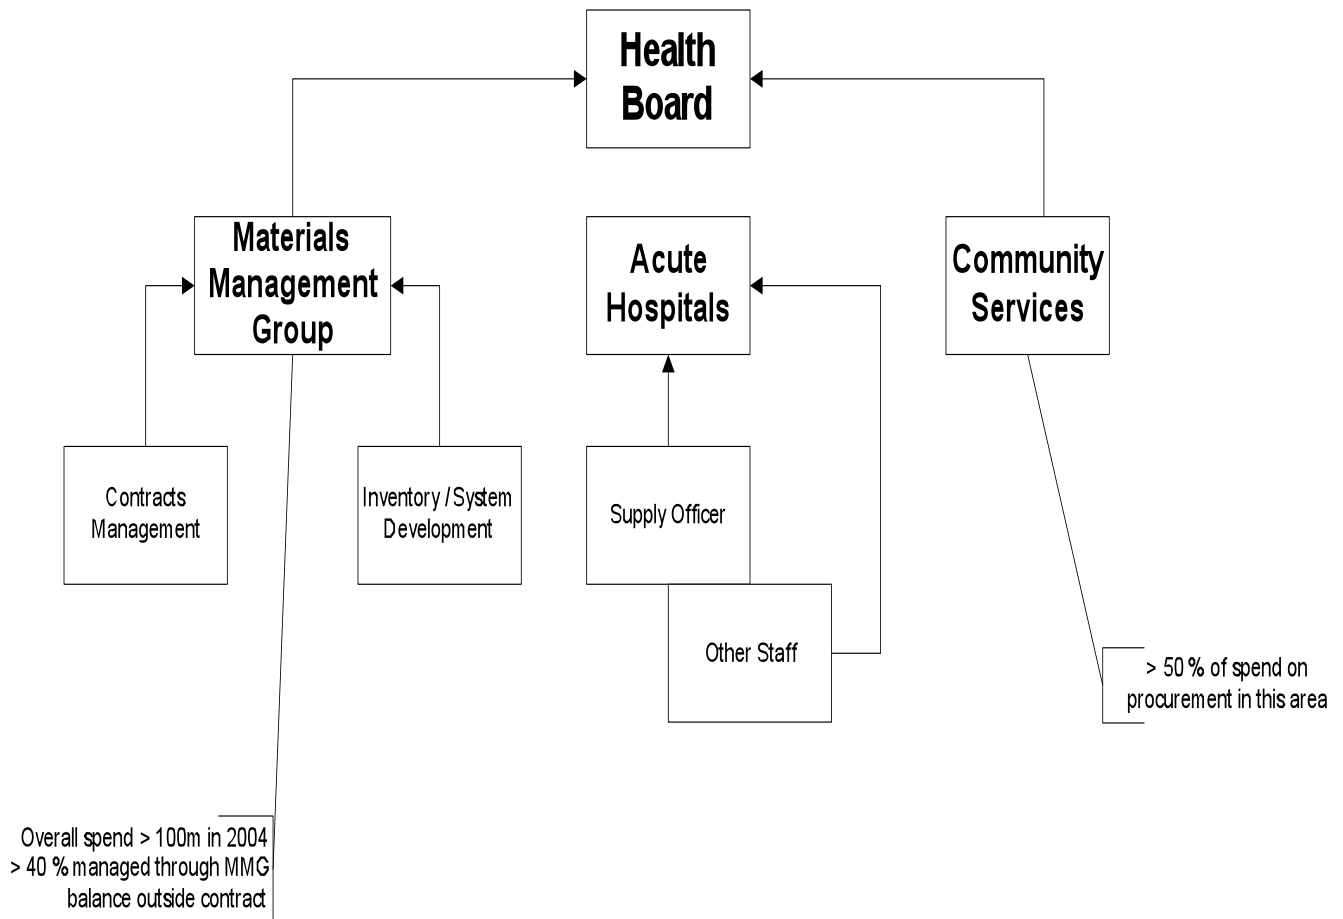 Health
Board
Materials
Management
Group
Acute
Hospitals
Community
Services
Contracts
Management
Inventory / System
Development
Supply Officer
Other Staff
> 50 % of spend on
procurement in this area
Overall spend > 100m in 2004
> 40 % managed through MMG
balance outside contract